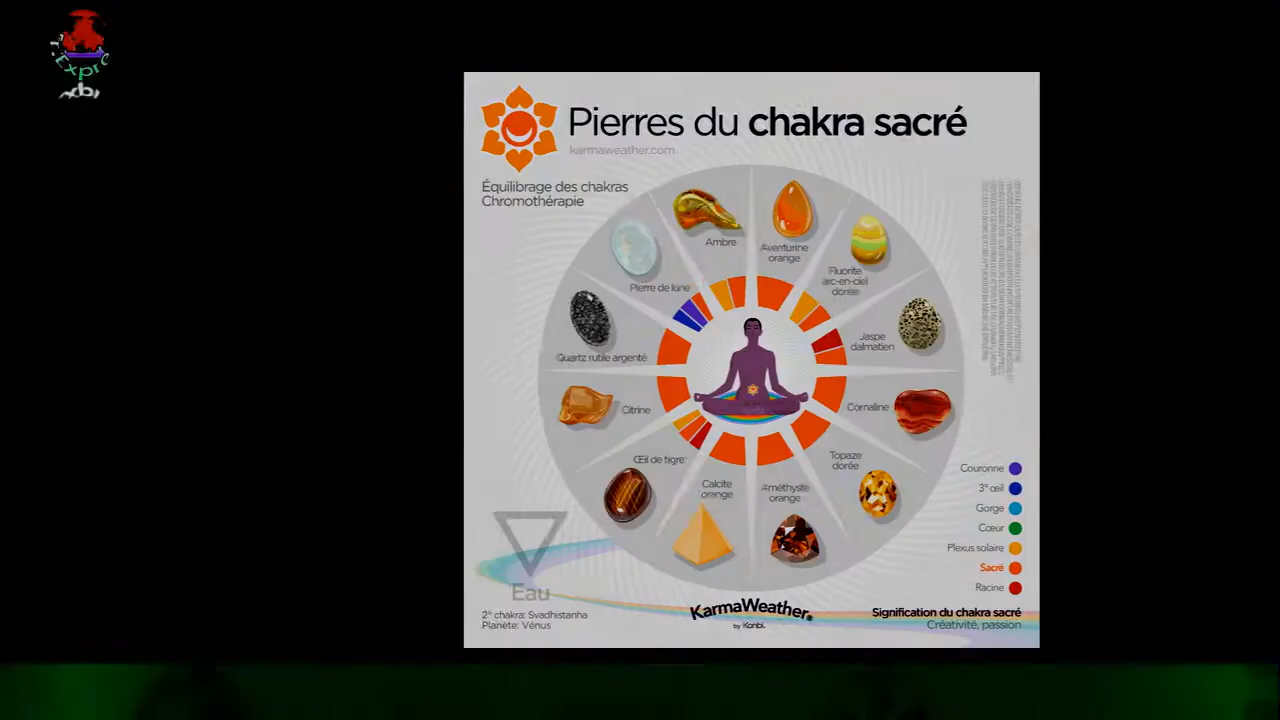 Pierres du chakra sacré
karmaweather.com
Équilibrage des chakras
Chromothérapie
Ambre
Aventurine
orange
Fluorite
arc-en-ciel
dorée
Pierre de lune
Jaspe
dalmatien
Quartz rutile argenté
Citrine
Cornaline
Œil de tigre
Topaze
dorée
Calcite
orange
Améthyste
orange
Couronne
3° œil
Gorge
Cœur
Plexus solaire
Sacré
Racine
Eau
2° chakra: Svadhistanha
Planète: Vénus
KarmaWeather®
by Konbi
Signification du chakra sacré
Créativité, passion